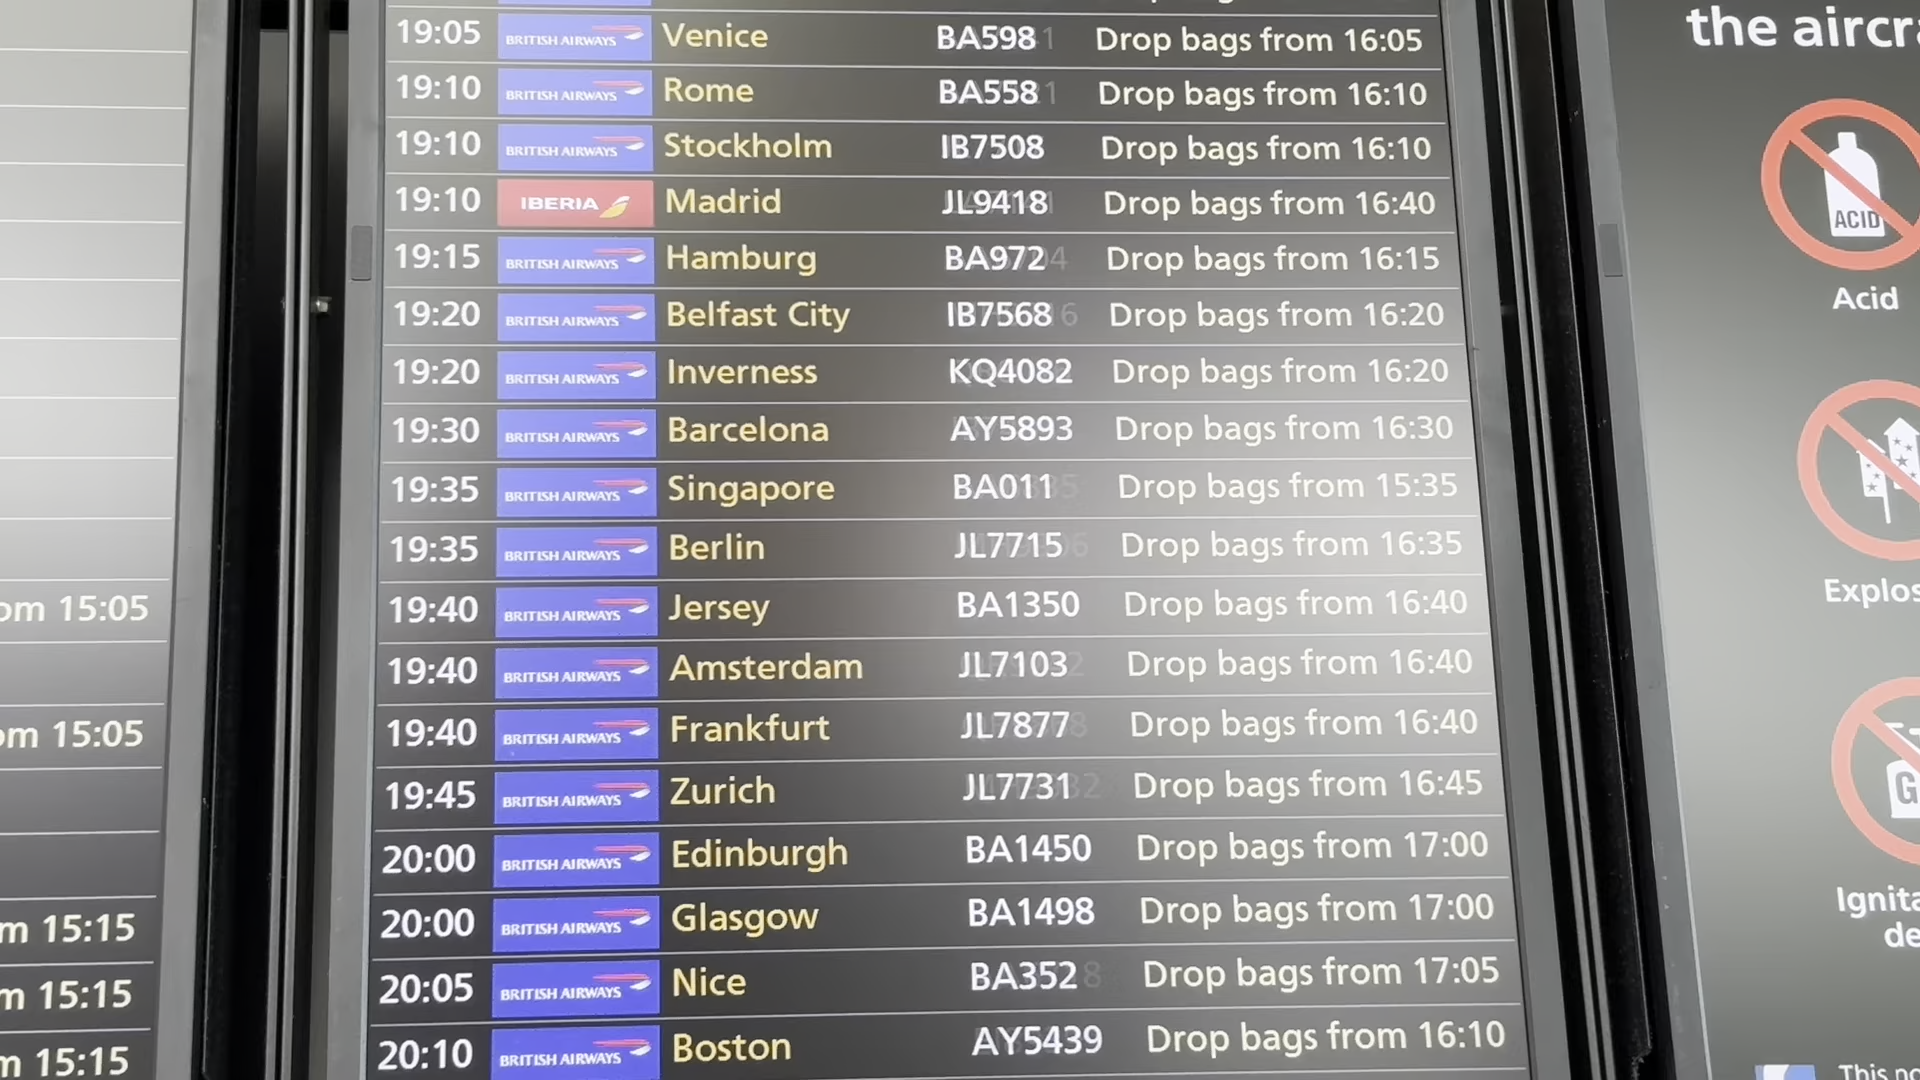 19:05 BRITISH AIRWAYS Venice BA598 Drop bags from 16:05
19:10 BRITISH AIRWAYS Rome BA558 Drop bags from 16:10
19:10 BRITISH AIRWAYS Stockholm IB7508 Drop bags from 16:10
19:10 IBERIA Madrid JL9418 Drop bags from 16:40
19:15 BRITISH AIRWAYS Hamburg BA972 Drop bags from 16:15
19:20 BRITISH AIRWAYS Belfast City IB7568 Drop bags from 16:20
19:20 BRITISH AIRWAYS Inverness KQ4082 Drop bags from 16:20
19:30 BRITISH AIRWAYS Barcelona AY5893 Drop bags from 16:30
19:35 BRITISH AIRWAYS Singapore BA011 Drop bags from 15:35
19:35 BRITISH AIRWAYS Berlin JL7715 Drop bags from 16:35
19:40 BRITISH AIRWAYS Jersey BA1350 Drop bags from 16:40
19:40 BRITISH AIRWAYS Amsterdam JL7103 Drop bags from 16:40
19:40 BRITISH AIRWAYS Frankfurt JL7877 Drop bags from 16:40
19:45 BRITISH AIRWAYS Zurich JL7731 Drop bags from 16:45
20:00 BRITISH AIRWAYS Edinburgh BA1450 Drop bags from 17:00
20:00 BRITISH AIRWAYS Glasgow BA1498 Drop bags from 17:00
20:05 BRITISH AIRWAYS Nice BA352 Drop bags from 17:05
20:10 BRITISH AIRWAYS Boston AY5439 Drop bags from 16:10
om 15:05
om 15:05
m 15:15
m 15:15
m 15:15
the aircra
ACID
Acid
Explos
G
Ignita
de
This no